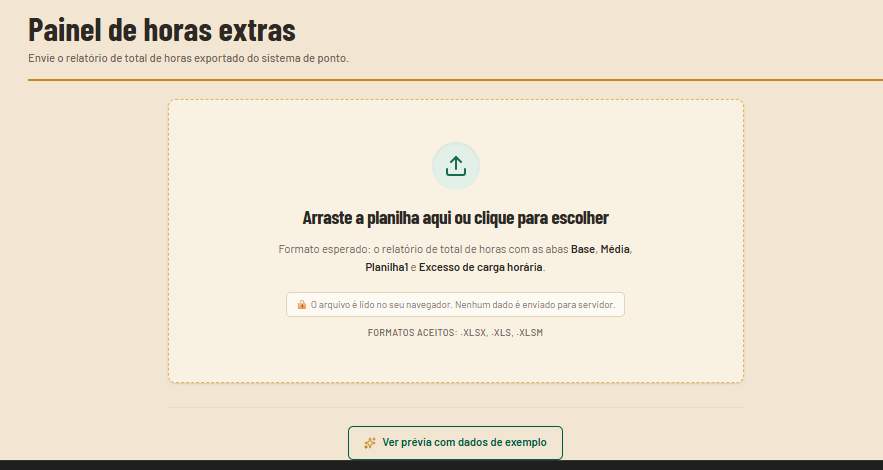 Painel de horas extras
Envie o relatório de total de horas exportado do sistema de ponto.
Arraste a planilha aqui ou clique para escolher
Formato esperado: o relatório de total de horas com as abas Base, Média,
Planilha1 e Excesso de carga horária.
O arquivo é lido no seu navegador. Nenhum dado é enviado para servidor.
FORMATOS ACEITOS: .XLSX, .XLS, .XLSM
Ver prévia com dados de exemplo